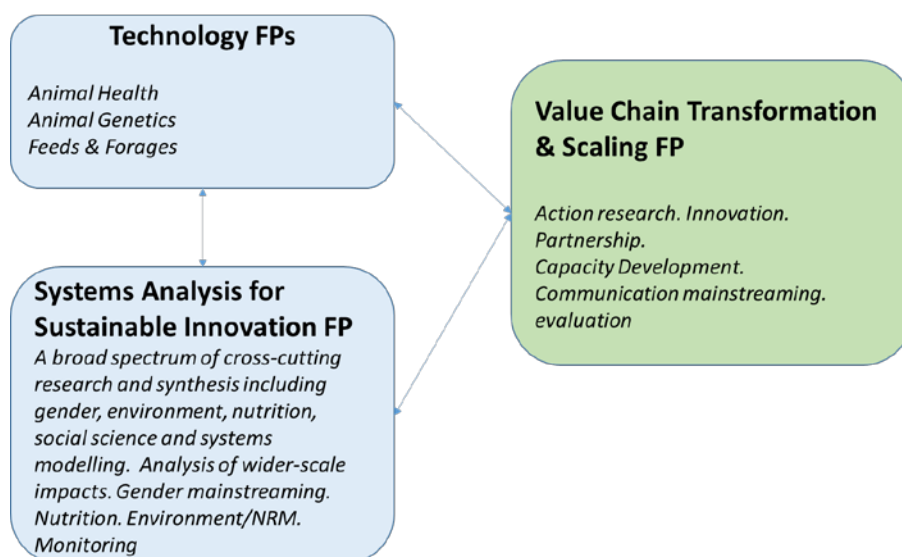 Technology FPs
Animal Health
Animal Genetics
Feeds & Forages
Systems Analysis for
Sustainable Innovation FP
A broad spectrum of cross-cutting
research and synthesis including
gender, environment, nutrition,
social science and systems
modelling. Analysis of wider-scale
impacts. Gender mainstreaming.
Nutrition. Environment/NRM.
Monitoring
Value Chain Transformation
& Scaling FP
Action research. Innovation.
Partnership.
Capacity Development.
Communication mainstreaming.
evaluation